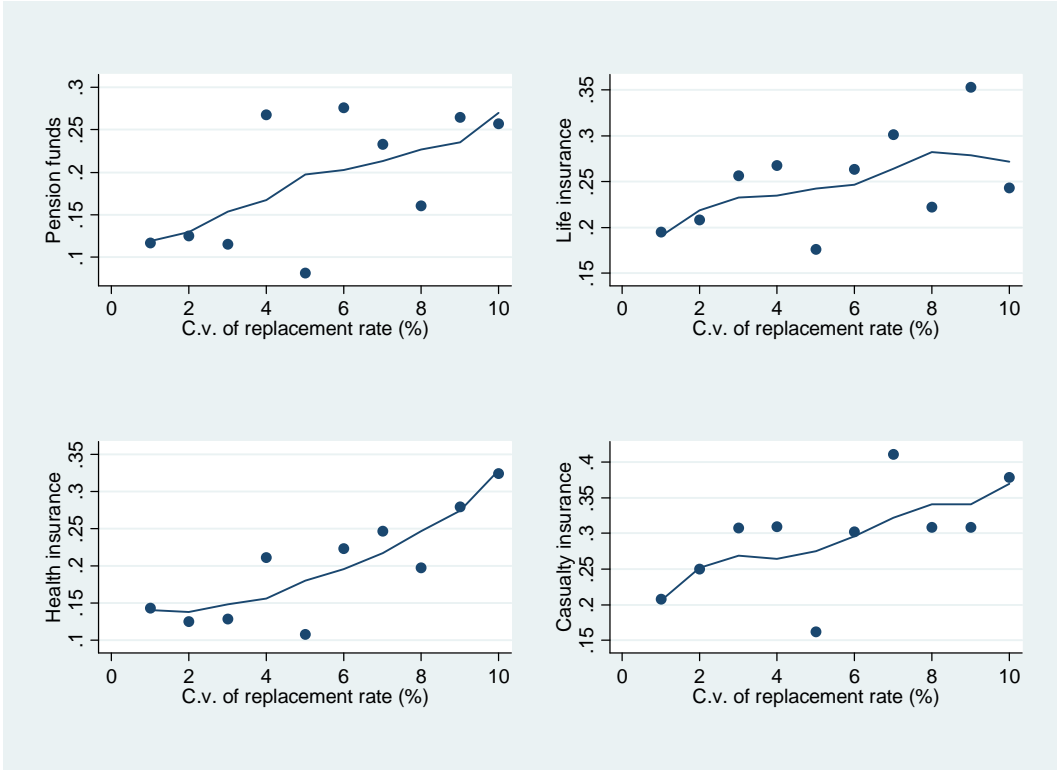 Pension funds
.3
.25
.2
.15
.1
0 2 4 6 8 10
C.v. of replacement rate (%)
Life insurance
.35
.3
.25
.2
.15
0 2 4 6 8 10
C.v. of replacement rate (%)
Health insurance
.35
.3
.25
.2
.15
.1
0 2 4 6 8 10
C.v. of replacement rate (%)
Casualty insurance
.4
.35
.3
.25
.2
.15
0 2 4 6 8 10
C.v. of replacement rate (%)